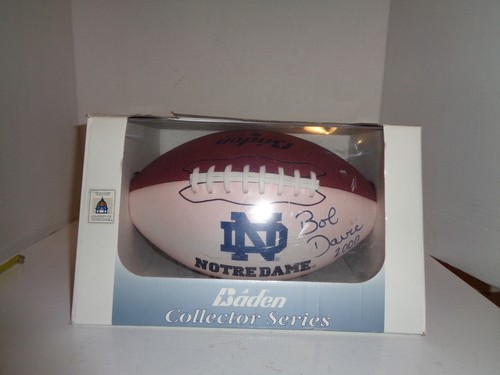 Baden
ND
NOTRE DAME
Bob
Davie
2000
Baden
Collector Series